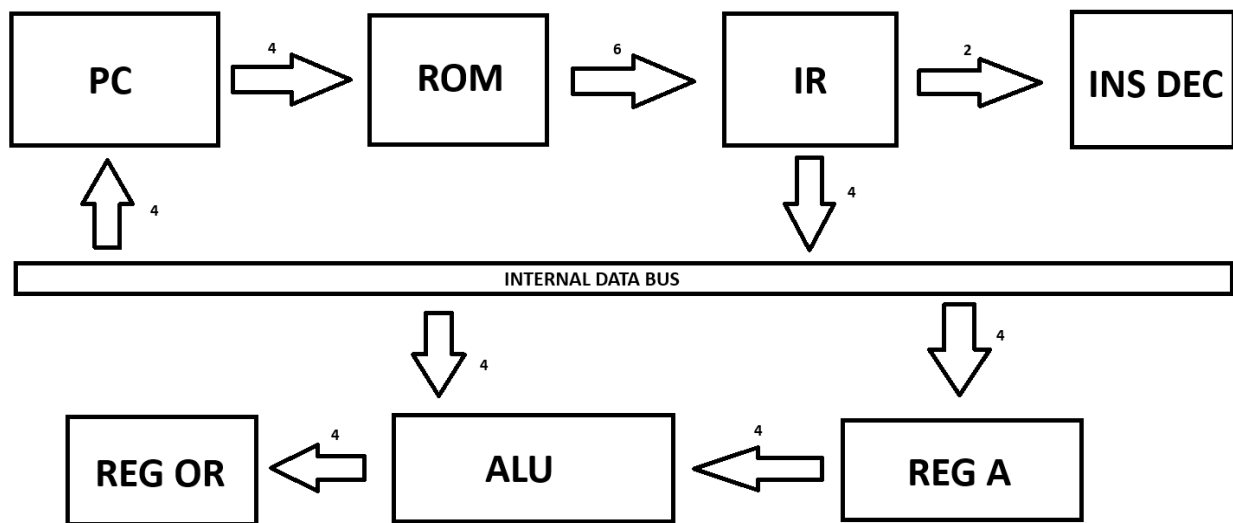 4
6
2
PC
ROM
IR
INS DEC
4
4
INTERNAL DATA BUS
4
4
4
4
REG OR
ALU
REG A